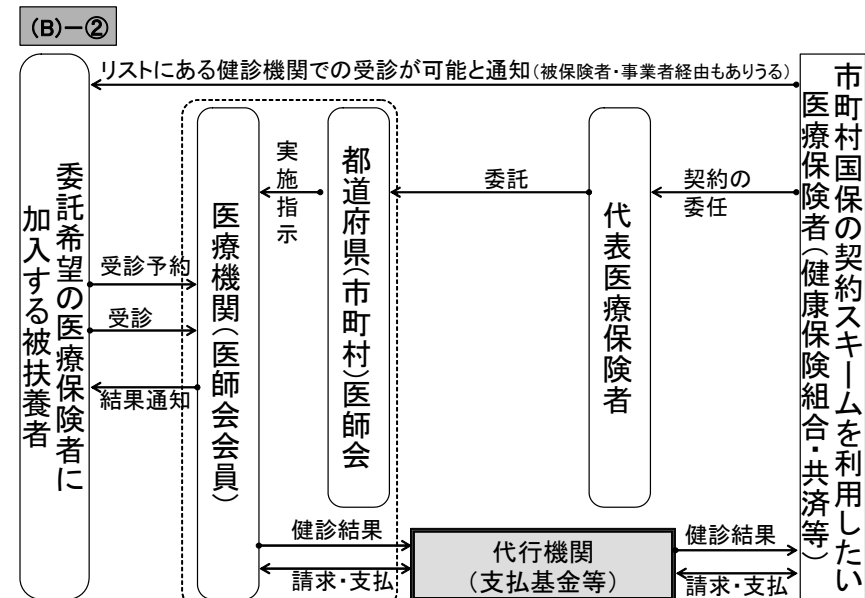 (B)－②
リストにある健診機関での受診が可能と通知(被保険者・事業者経由もありうる)
委託希望の医療保険者に
加入する被扶養者
受診予約
受診
結果通知
医療機関(医師会会員)
実施指示
都道府県(市町村)医師会
委託
代表医療保険者
契約の
委任
市町村国保の契約スキームを利用したい
医療保険者(健康保険組合・共済等)
健診結果
請求・支払
代行機関
(支払基金等)
健診結果
請求・支払